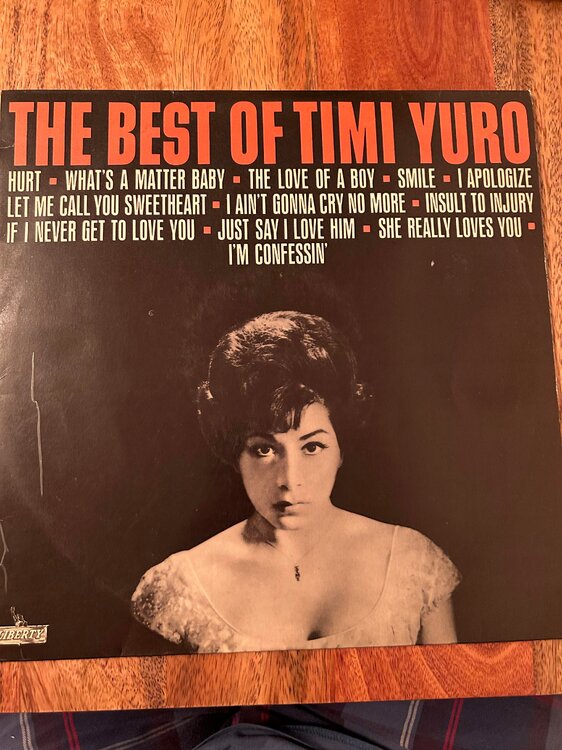 THE BEST OF TIMI YURO
HURT ▪ WHAT'S A MATTER BABY ▪ THE LOVE OF A BOY ▪ SMILE ▪ I APOLOGIZE
LET ME CALL YOU SWEETHEART ▪ I AIN'T GONNA CRY NO MORE ▪ INSULT TO INJURY
IF I NEVER GET TO LOVE YOU ▪ JUST SAY I LOVE HIM ▪ SHE REALLY LOVES YOU ▪
I'M CONFESSIN'
LIBERTY